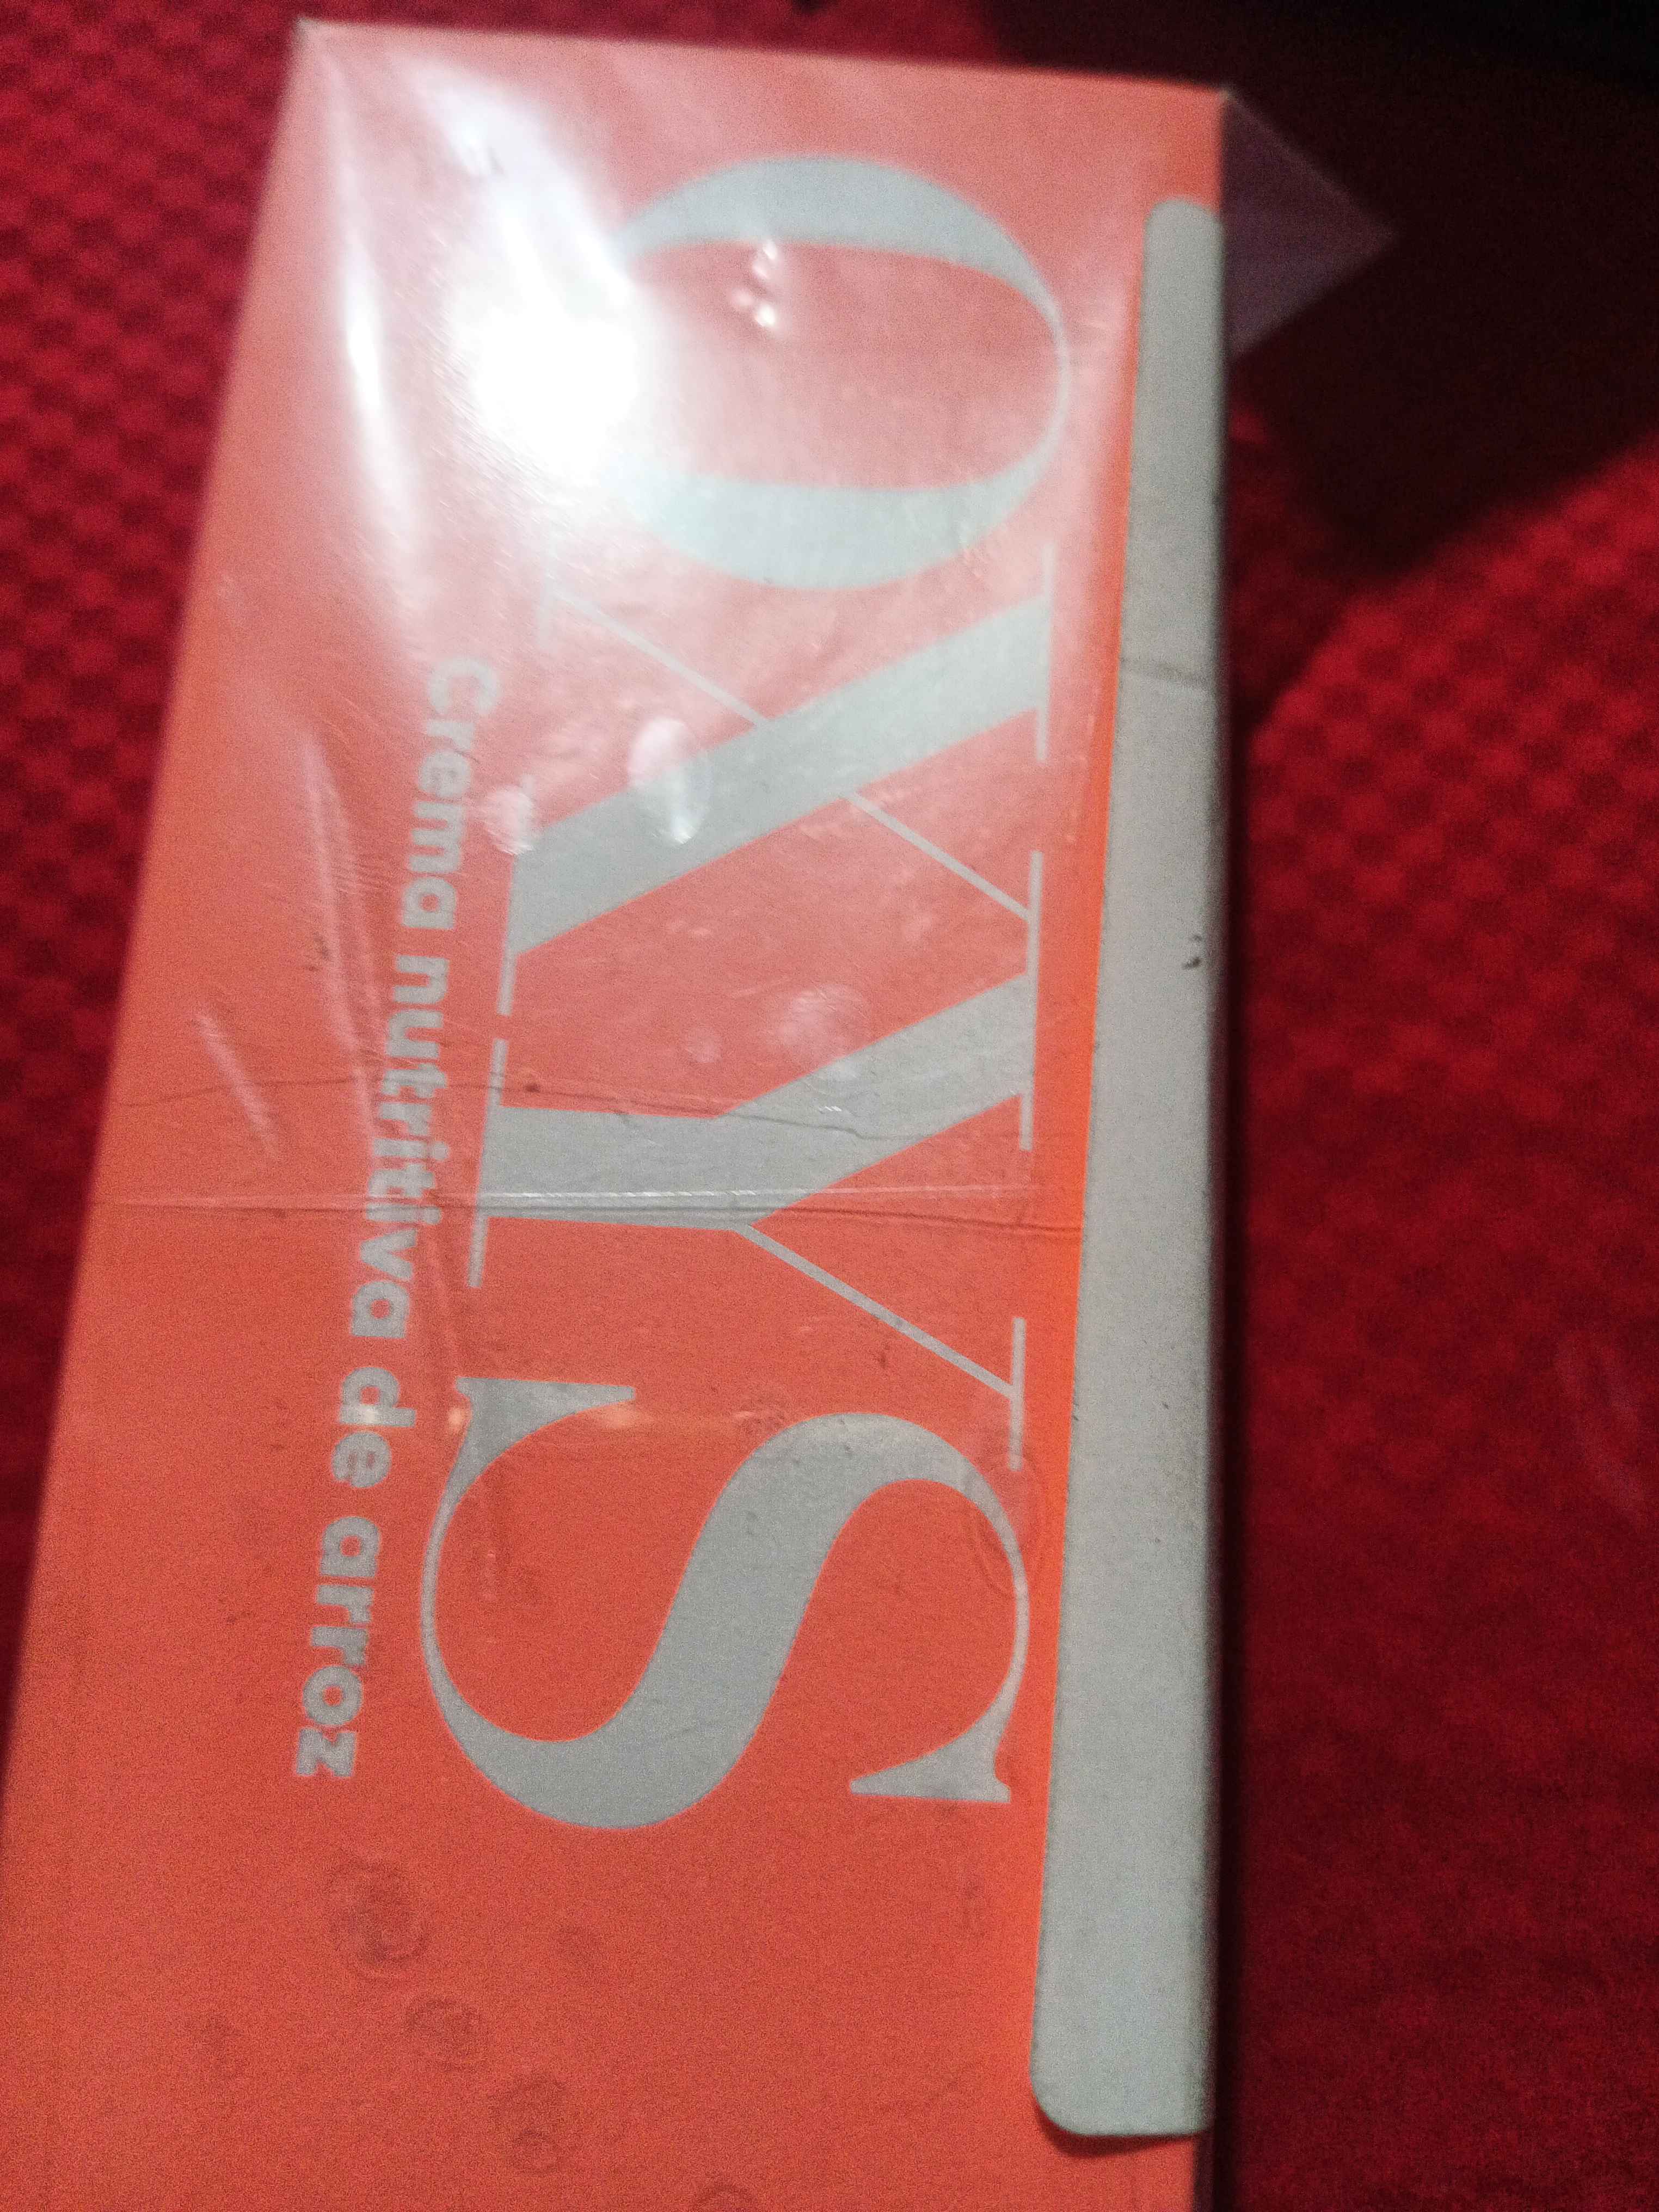 OXYS
Crema nutritiva de arroz